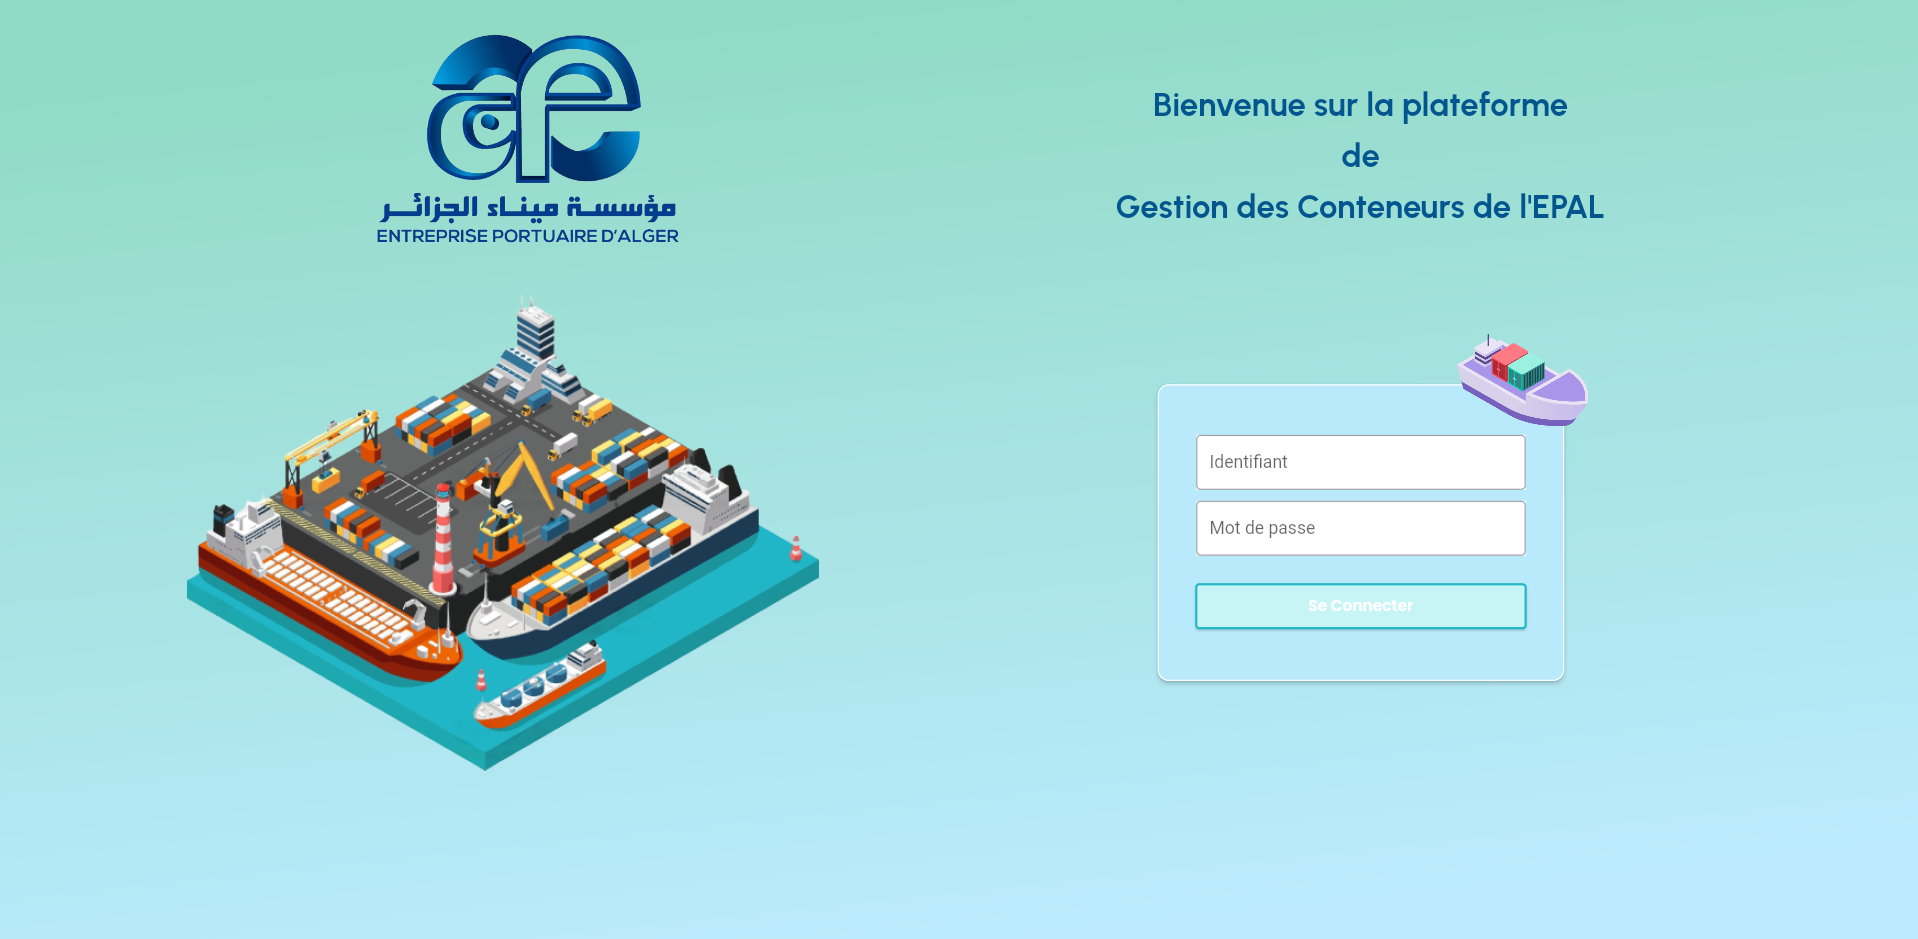 مؤسسة ميناء الجزائر
ENTREPRISE PORTUAIRE D'ALGER
Bienvenue sur la plateforme
de
Gestion des Conteneurs de l'EPAL
Identifiant
Mot de passe
Se Connecter